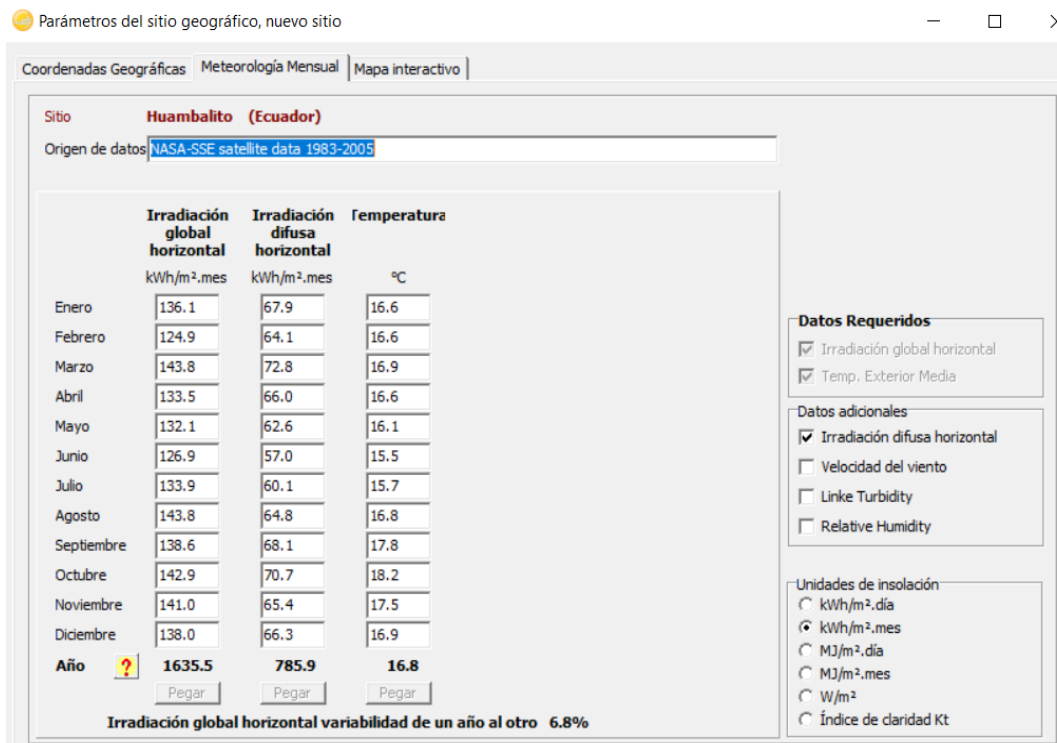 Parámetros del sitio geográfico, nuevo sitio
Coordenadas Geográficas Meteorología Mensual Mapa interactivo
Sitio Huambalito (Ecuador)
Origen de datos NASA-SSE satellite data 1983-2005
Irradiación global horizontal Irradiación difusa horizontal Temperatura
kWh/m².mes kWh/m².mes °C
Enero 136.1 67.9 16.6
Febrero 124.9 64.1 16.6
Marzo 143.8 72.8 16.9
Abril 133.5 66.0 16.6
Mayo 132.1 62.6 16.1
Junio 126.9 57.0 15.5
Julio 133.9 60.1 15.7
Agosto 143.8 64.8 16.8
Septiembre 138.6 68.1 17.8
Octubre 142.9 70.7 18.2
Noviembre 141.0 65.4 17.5
Diciembre 138.0 66.3 16.9
Año ? 1635.5 785.9 16.8
Pegar Pegar Pegar
Irradiación global horizontal variabilidad de un año al otro 6.8%
Datos Requeridos
Irradiación global horizontal
Temp. Exterior Media
Datos adicionales
Irradiación difusa horizontal
Velocidad del viento
Linke Turbidity
Relative Humidity
Unidades de insolación
kWh/m².día
kWh/m².mes
MJ/m².día
MJ/m².mes
W/m²
Índice de claridad Kt